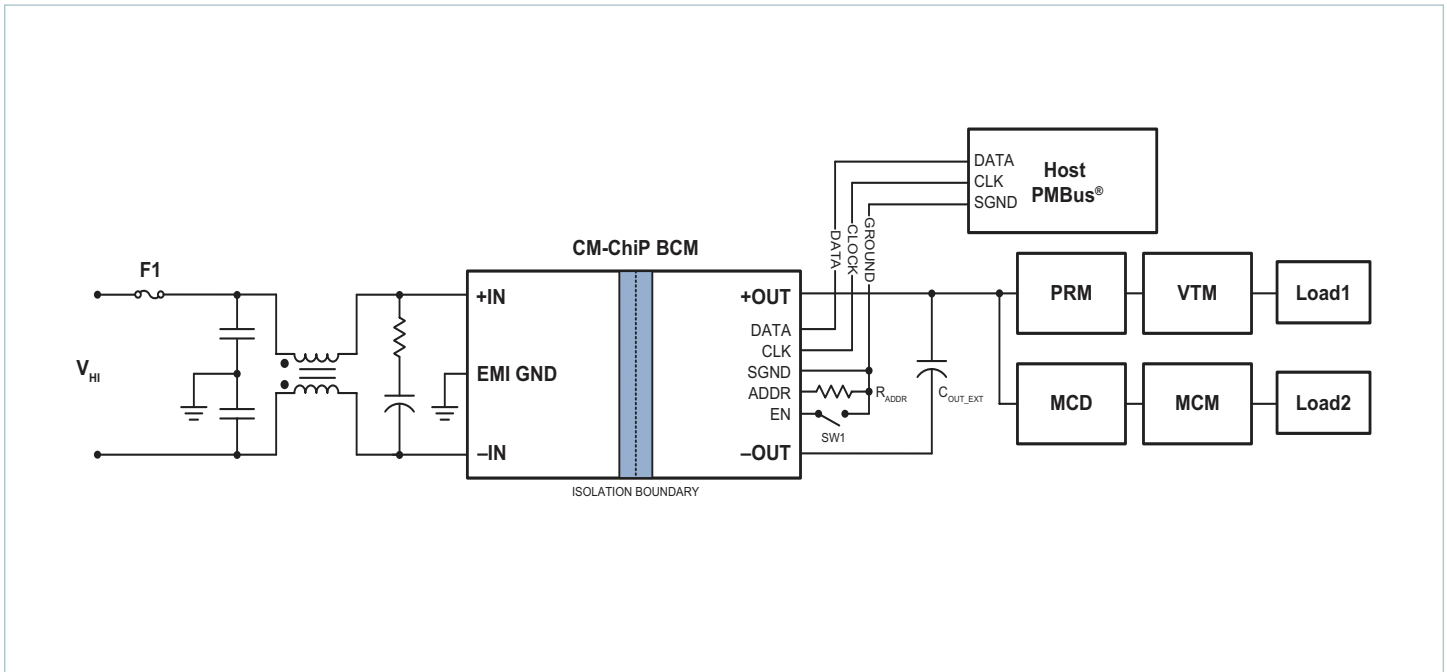 DATA
CLK
SGND
Host
PMBus®
DATA
CLOCK
GROUND
CM-ChiP BCM
F1
+IN
+OUT
PRM
VTM
Load1
DATA
CLK
V_HI
EMI GND
SGND
ADDR
R_ADDR
C_OUT_EXT
MCD
MCM
Load2
EN
SW1
–IN
–OUT
ISOLATION BOUNDARY